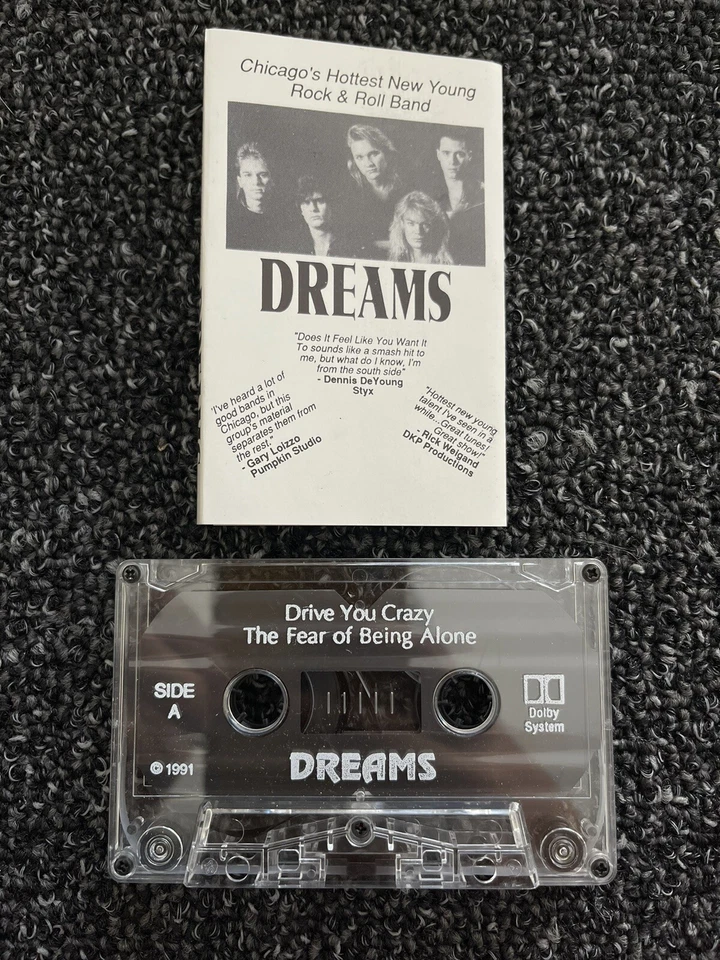 Chicago's Hottest New Young
Rock & Roll Band
DREAMS
"Does It Feel Like You Want It
To sounds like a smash hit to
me, but what do I know, I'm
from the south side"
- Dennis DeYoung
Styx
"I've heard a lot of
good bands in
Chicago, but this
group's material
separates them from
the rest."
- Gary Loizzo
Pumpkin Studio
"Hottest new young
talent I've seen in a
while...Great tunes!
Great show!"
- Rick Weigand
DKP Productions
Drive You Crazy
The Fear of Being Alone
SIDE
A
Dolby
System
© 1991
DREAMS